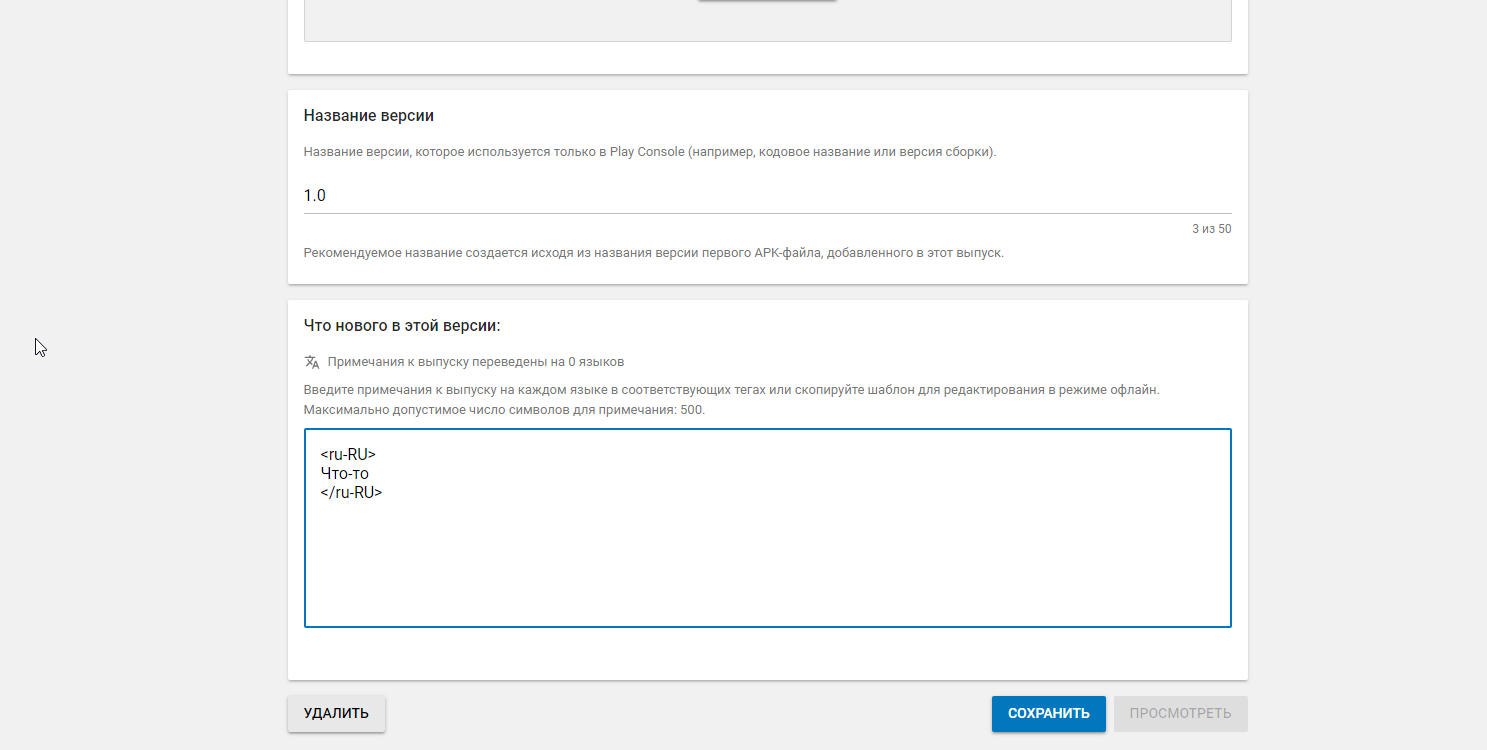 Название версии
Название версии, которое используется только в Play Console (например, кодовое название или версия сборки).
1.0
3 из 50
Рекомендуемое название создается исходя из названия версии первого APK-файла, добавленного в этот выпуск.
Что нового в этой версии:
Примечания к выпуску переведены на 0 языков
Введите примечания к выпуску на каждом языке в соответствующих тегах или скопируйте шаблон для редактирования в режиме офлайн.
Максимально допустимое число символов для примечания: 500.
<ru-RU>
Что-то
</ru-RU>
УДАЛИТЬ
СОХРАНИТЬ
ПРОСМОТРЕТЬ